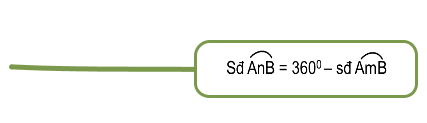 Sđ AnB = 360⁰ – sđ AmB